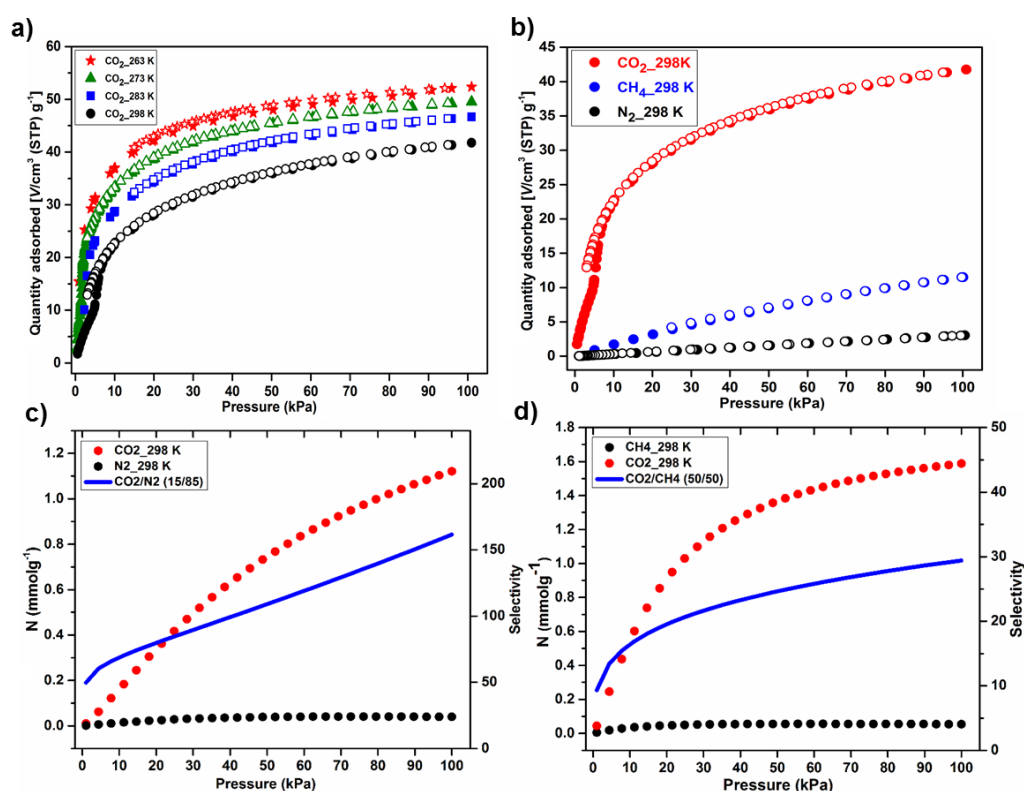 a)
60
50
40
30
20
10
0
Quantity adsorbed [V/cm³ (STP) g⁻¹]
CO₂_263 K
CO₂_273 K
CO₂_283 K
CO₂_298 K
0 10 20 30 40 50 60 70 80 90 100
Pressure (kPa)
b)
45
40
35
30
25
20
15
10
5
0
Quantity adsorbed [V/cm³ (STP) g⁻¹]
CO₂_298K
CH₄_298 K
N₂_298 K
0 10 20 30 40 50 60 70 80 90 100
Pressure (kPa)
c)
1.2
1.0
0.8
0.6
0.4
0.2
0.0
N (mmolg⁻¹)
CO2_298 K
N2_298 K
CO2/N2 (15/85)
200
150
100
50
0
Selectivity
0 10 20 30 40 50 60 70 80 90 100
Pressure (kPa)
d)
1.8
1.6
1.4
1.2
1.0
0.8
0.6
0.4
0.2
0.0
N (mmolg⁻¹)
CH4_298 K
CO2_298 K
CO2/CH4 (50/50)
50
40
30
20
10
0
Selectivity
0 10 20 30 40 50 60 70 80 90 100
Pressure (kPa)